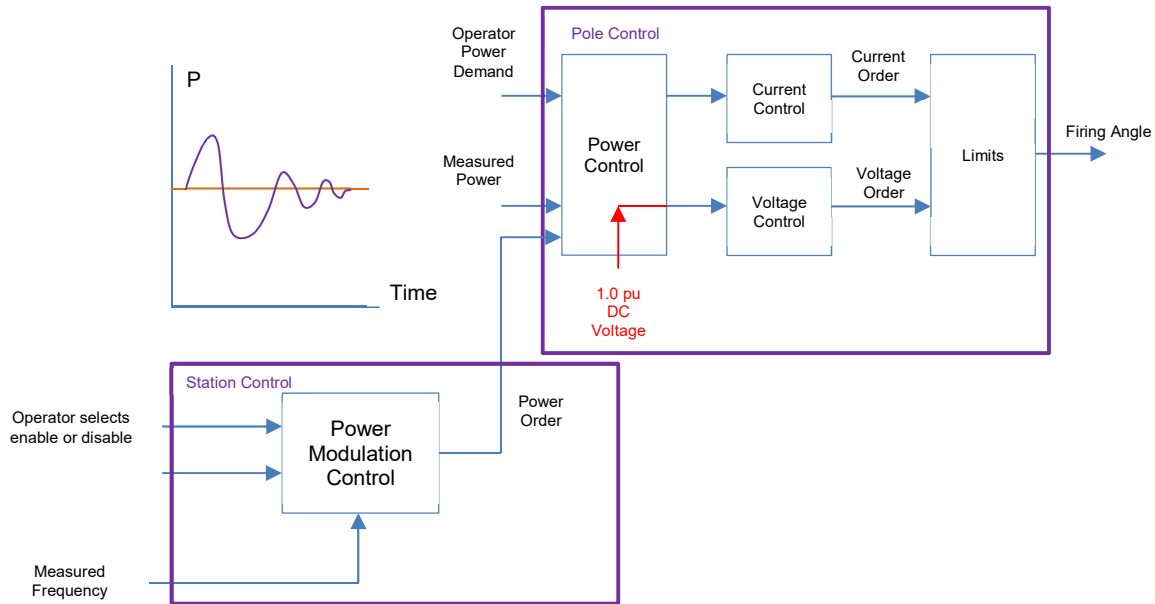 Operator
Power
Demand
Pole Control
Current
Order
P
Current
Control
Firing Angle
Measured
Power
Power
Control
Limits
Voltage
Order
Voltage
Control
1.0 pu
DC
Voltage
Time
Station Control
Operator selects
enable or disable
Power
Modulation
Control
Power
Order
Measured
Frequency